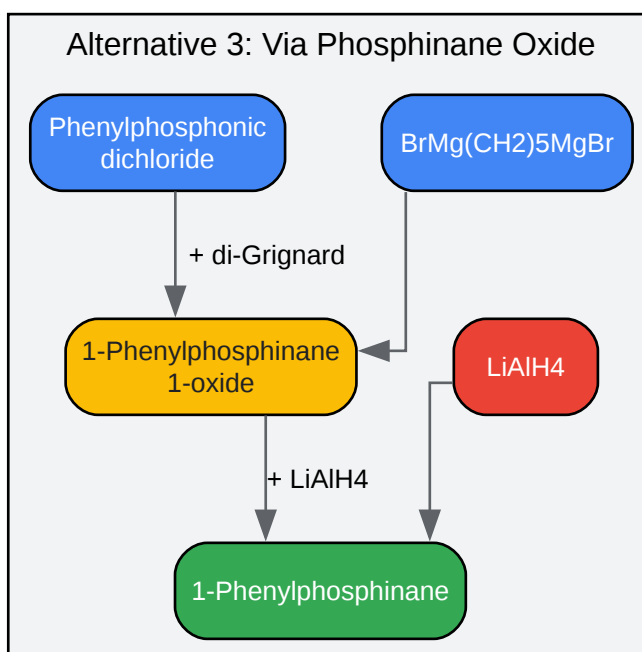 Alternative 3: Via Phosphinane Oxide
Phenylphosphonic
dichloride
BrMg(CH2)5MgBr
+ di-Grignard
1-Phenylphosphinane
1-oxide
LiAlH4
+ LiAlH4
1-Phenylphosphinane